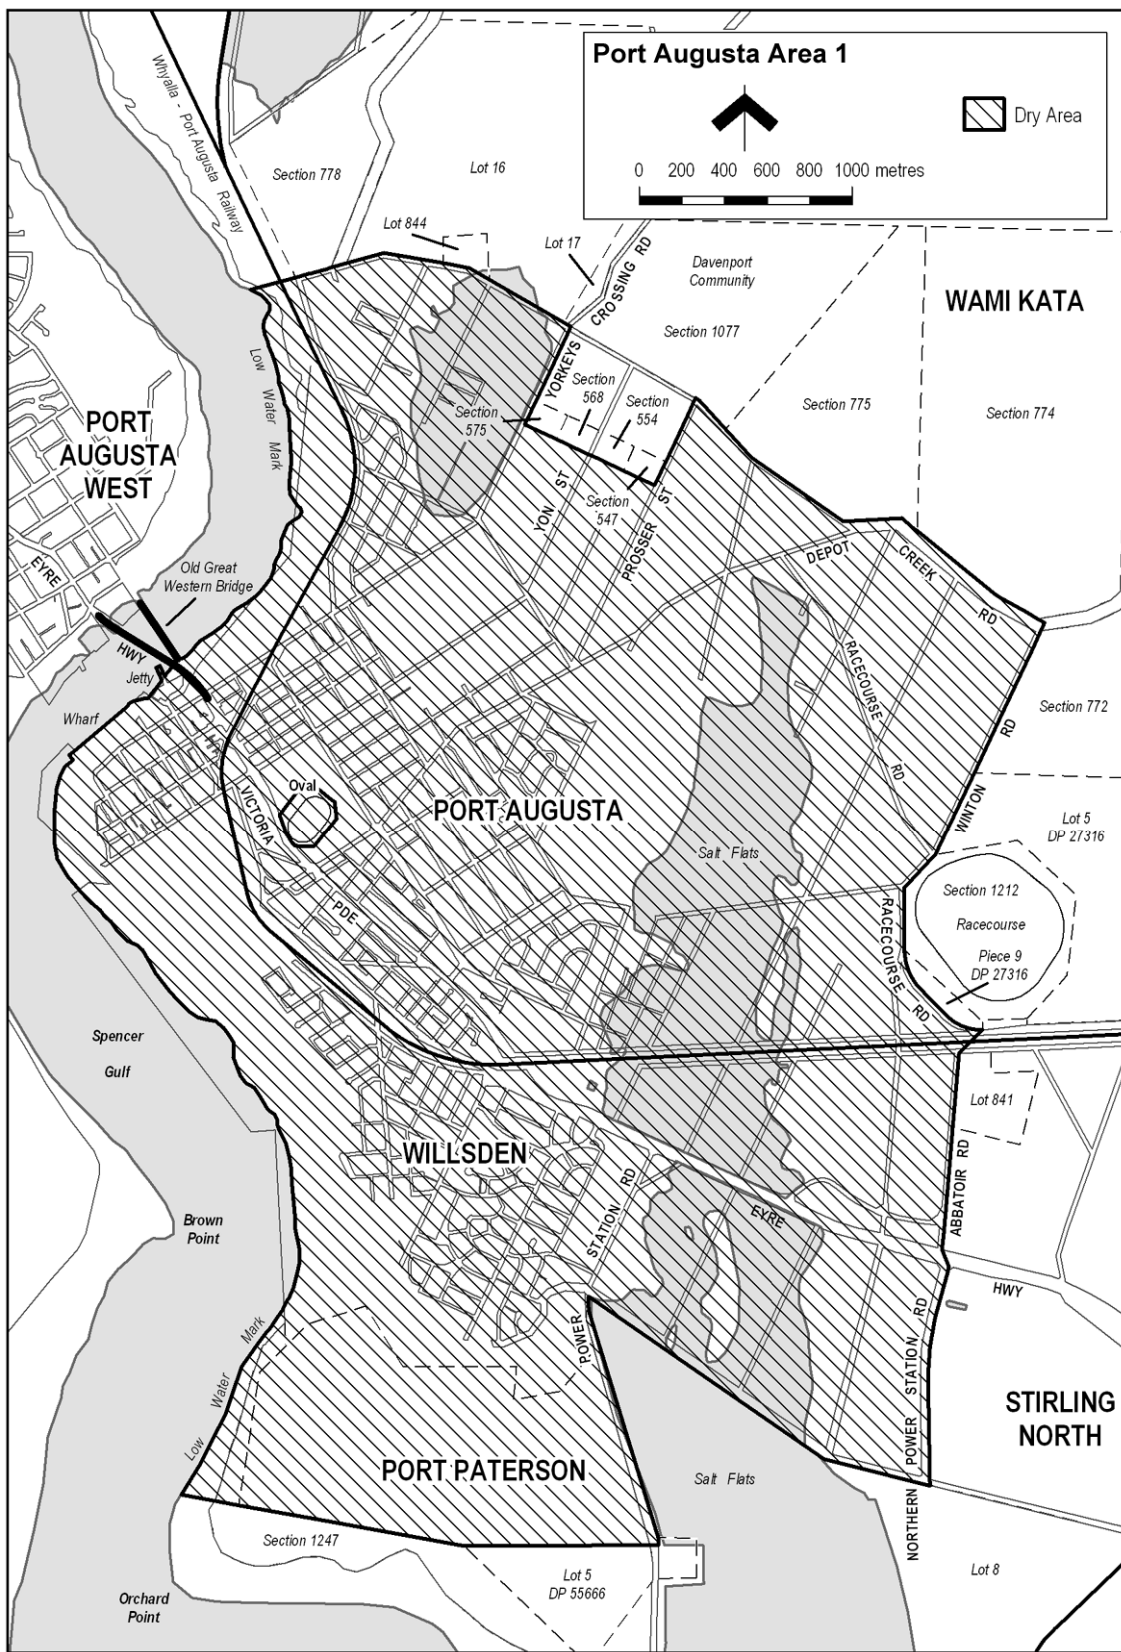 Port Augusta Area 1
Dry Area
0 200 400 600 800 1000 metres
Whyalla - Port Augusta Railway
Section 778
Lot 16
Lot 844
Lot 17
CROSSING RD
Davenport
Community
WAMI KATA
Section 1077
YORKEYS
Section
568
Section
554
Section
575
Section 775
Section 774
Low Water Mark
PORT
AUGUSTA
WEST
YON ST
Section
547
PROSSER ST
DEPOT
CREEK RD
EYRE
Old Great
Western Bridge
HWY
Jetty
Wharf
RACECOURSE RD
Section 772
WINTON RD
Oval
VICTORIA
PORT AUGUSTA
Salt Flats
Lot 5
DP 27316
PDE
Section 1212
Racecourse
Piece 9
DP 27316
RACECOURSE RD
Spencer
Gulf
Lot 841
WILLSDEN
STATION RD
ABBATOIR RD
EYRE
HWY
Brown
Point
Low Water Mark
POWER
NORTHERN POWER STATION RD
STIRLING
NORTH
PORT PATERSON
Salt Flats
Section 1247
Lot 5
DP 55666
Lot 8
Orchard
Point